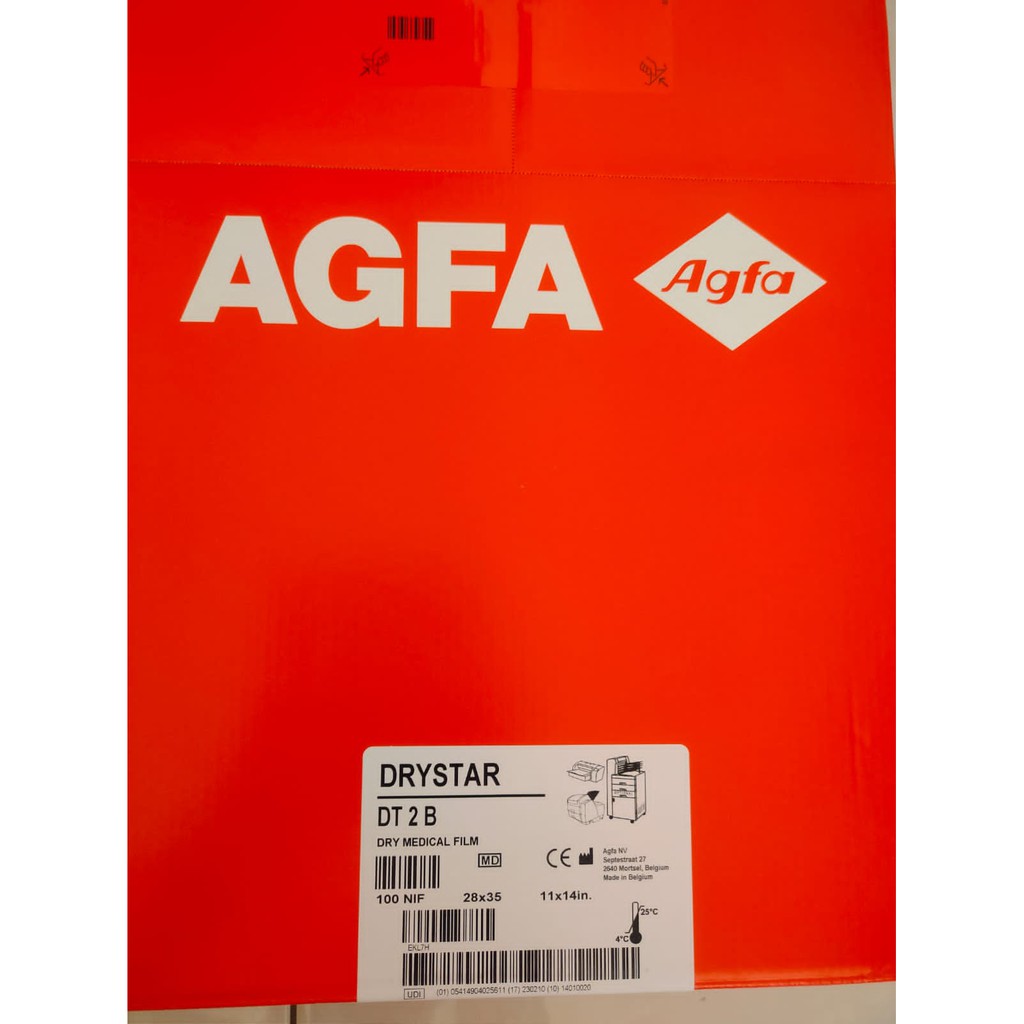 AGFA
Agfa
DRYSTAR
DT 2 B
DRY MEDICAL FILM
MD
CE
Agfa NV
Septestraat 27
2640 Mortsel, Belgium
Made in Belgium
100 NIF 28x35 11x14in.
25°C
4°C
EKL7H
UDI (01) 05414904025611 (17) 230210 (10) 14010020